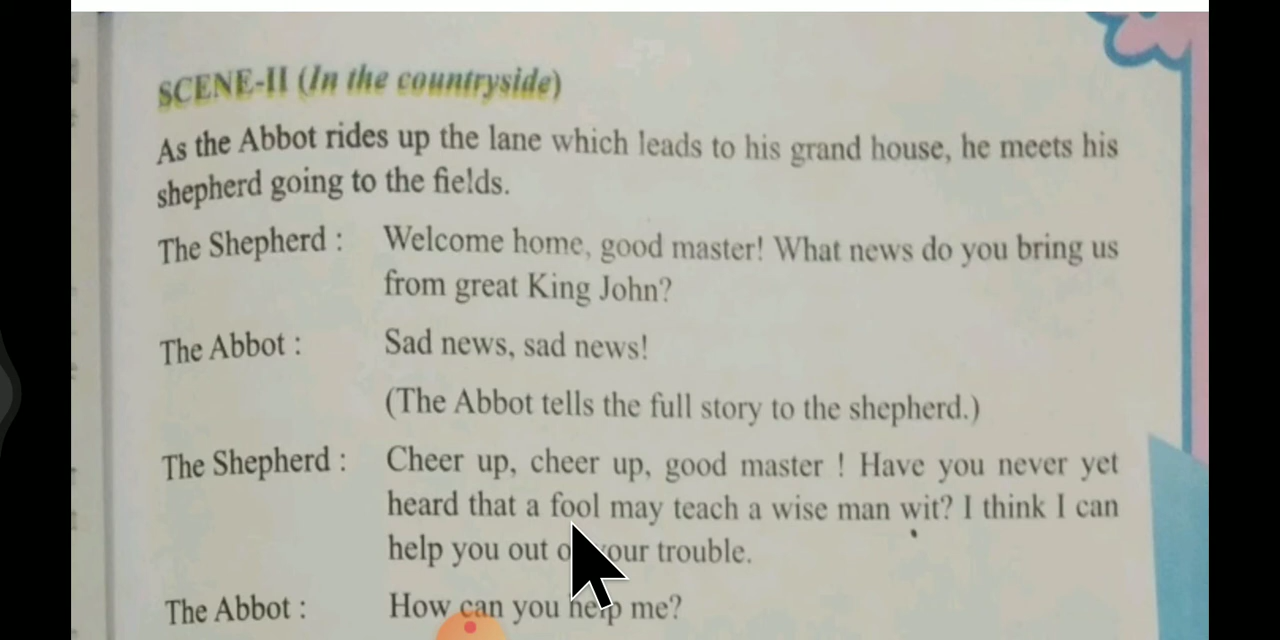 SCENE-II (In the countryside)
As the Abbot rides up the lane which leads to his grand house, he meets his
shepherd going to the fields.
The Shepherd : Welcome home, good master! What news do you bring us
from great King John?
The Abbot : Sad news, sad news!
(The Abbot tells the full story to the shepherd.)
The Shepherd : Cheer up, cheer up, good master ! Have you never yet
heard that a fool may teach a wise man wit? I think I can
help you out your trouble.
The Abbot : How can you help me?